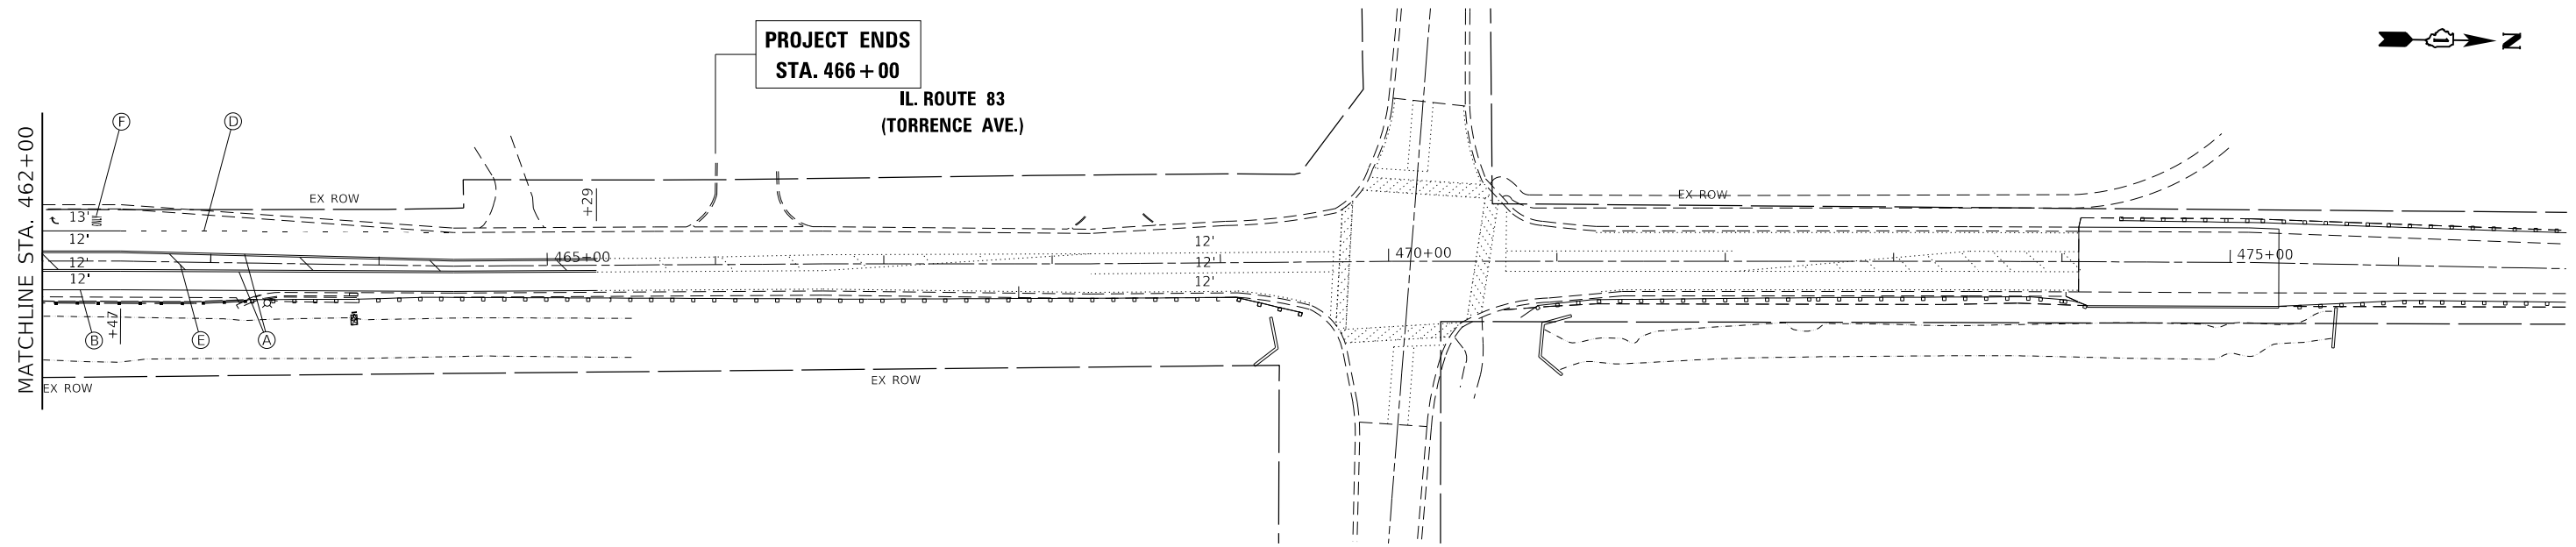 PROJECT ENDS
STA. 466+00
IL. ROUTE 83
(TORRENCE AVE.)
N
MATCHLINE STA. 462+00
F
D
EX ROW
+29
EX ROW
13'
12'
12'
12'
465+00
12'
12'
12'
470+00
475+00
B
+47
E
A
EX ROW
EX ROW